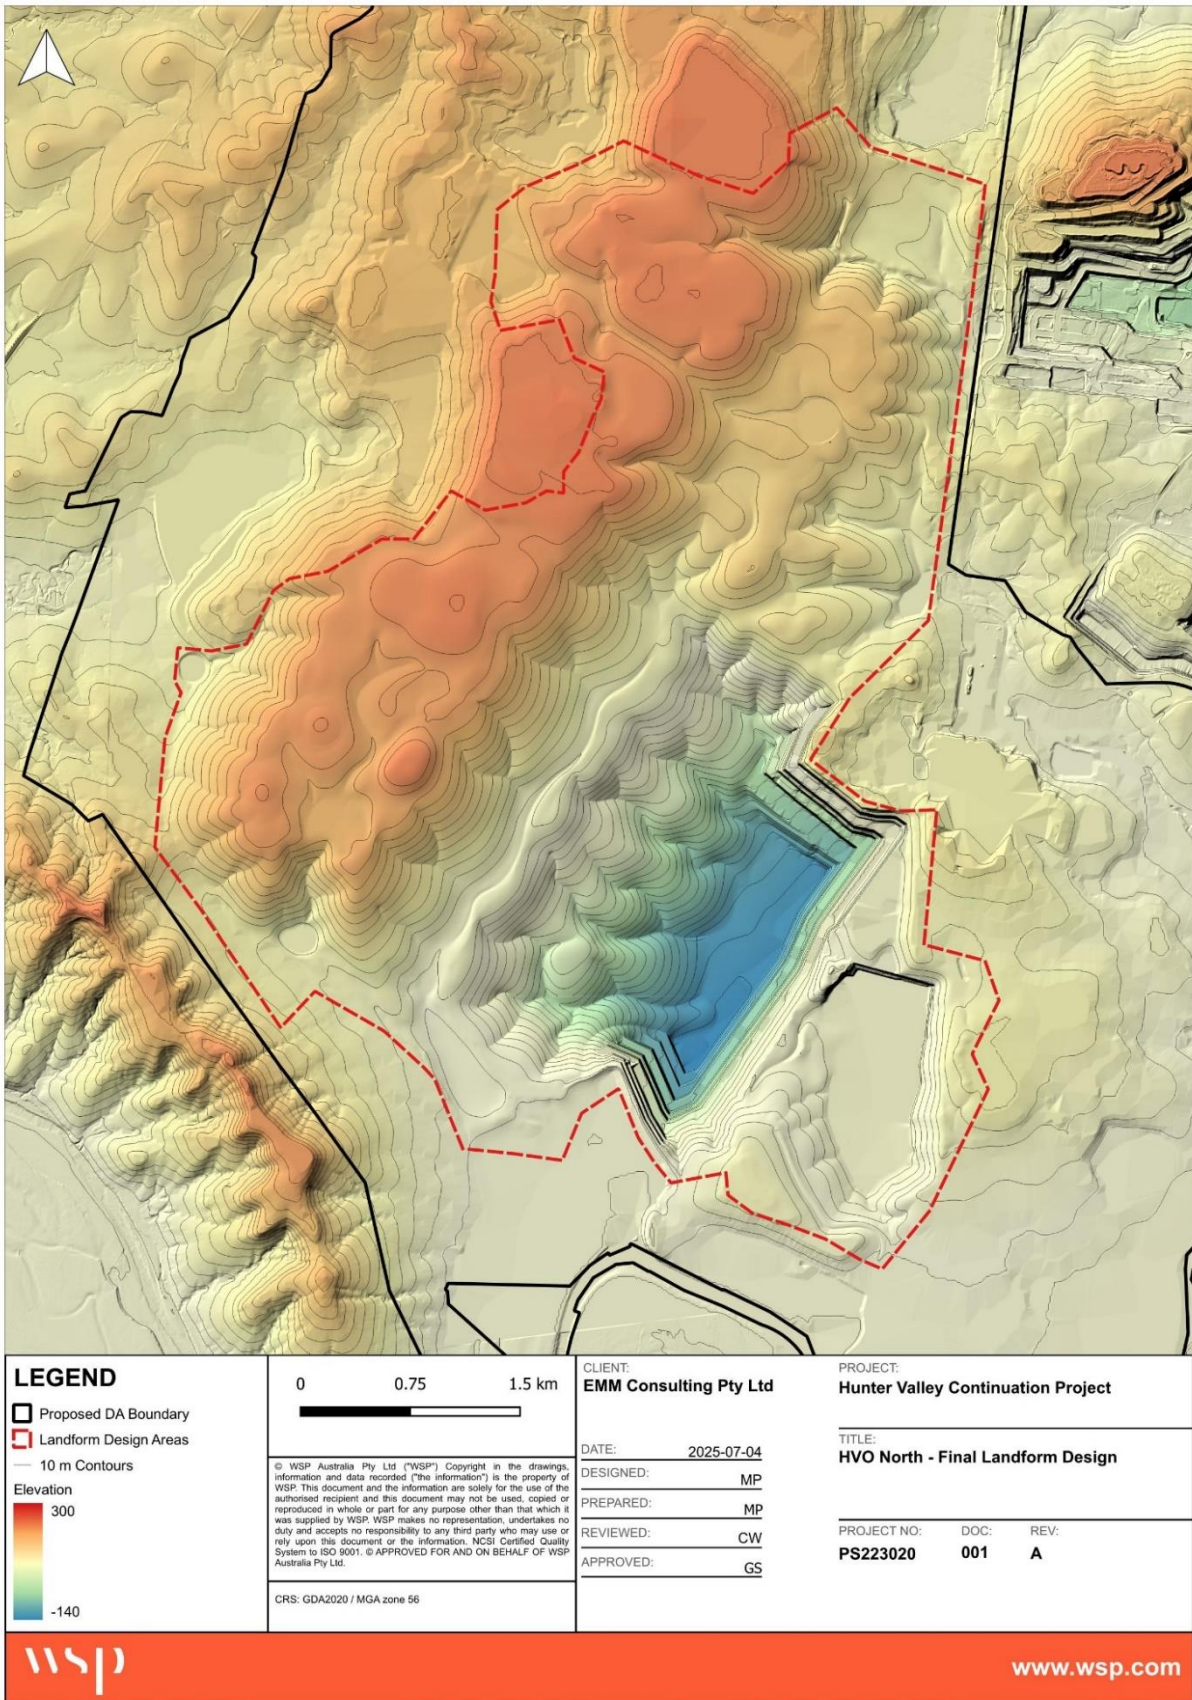 LEGEND
Proposed DA Boundary
Landform Design Areas
10 m Contours
Elevation
300
-140
0 0.75 1.5 km
© WSP Australia Pty Ltd ("WSP") Copyright in the drawings,
information and data recorded ("the information") is the property of
WSP. This document and the information are solely for the use of the
authorised recipient and this document may not be used, copied or
reproduced in whole or part for any purpose other than that which it
was supplied by WSP. WSP makes no representation, undertakes no
duty and accepts no responsibility to any third party who may use or
rely upon this document or the information. NCSI Certified Quality
System to ISO 9001. © APPROVED FOR AND ON BEHALF OF WSP
Australia Pty Ltd.
CRS: GDA2020 / MGA zone 56
CLIENT:
EMM Consulting Pty Ltd
DATE: 2025-07-04
DESIGNED: MP
PREPARED: MP
REVIEWED: CW
APPROVED: GS
PROJECT:
Hunter Valley Continuation Project
TITLE:
HVO North - Final Landform Design
PROJECT NO: DOC: REV:
PS223020 001 A
wsp
www.wsp.com